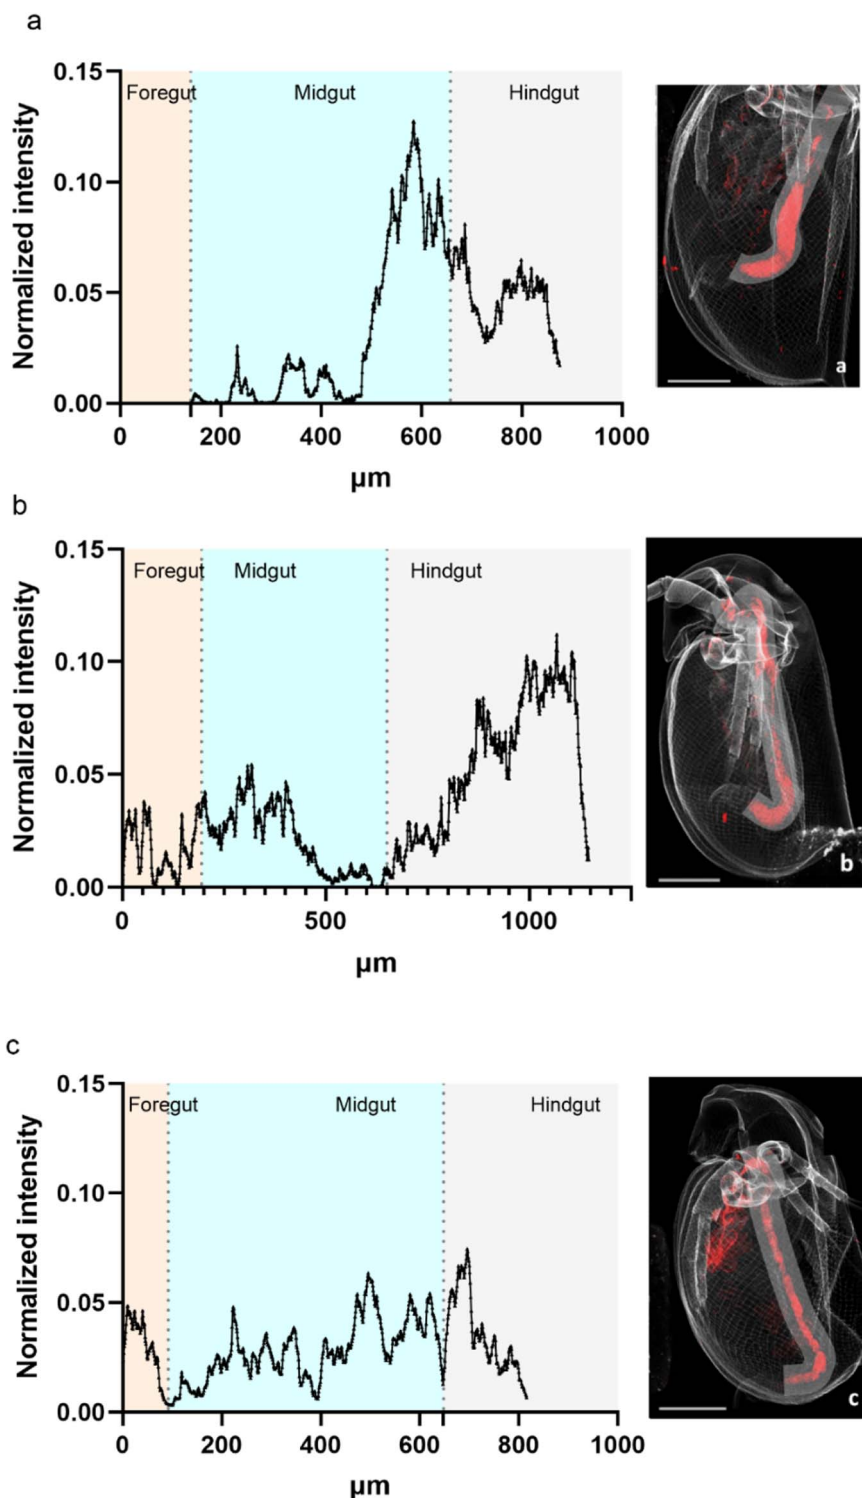 a
Normalized intensity
0.15
0.10
0.05
0.00
Foregut Midgut Hindgut
0 200 400 600 800 1000
µm
a
b
Normalized intensity
0.15
0.10
0.05
0.00
Foregut Midgut Hindgut
0 500 1000
µm
b
c
Normalized intensity
0.15
0.10
0.05
0.00
Foregut Midgut Hindgut
0 200 400 600 800 1000
µm
c